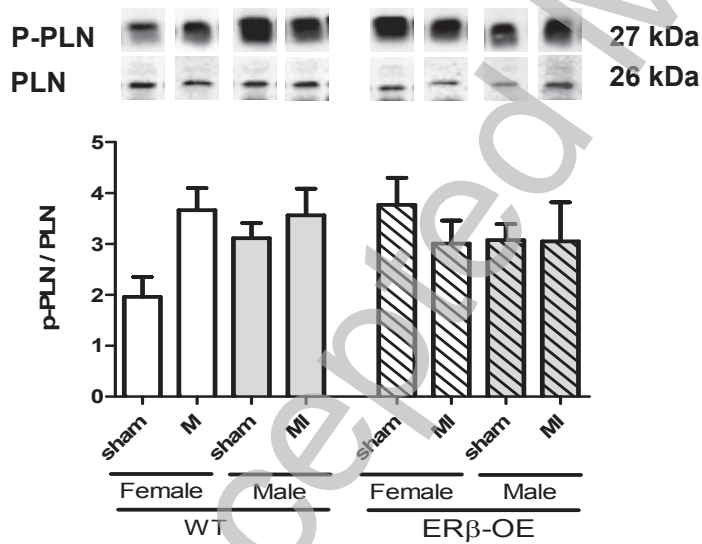 P-PLN 27 kDa
PLN 26 kDa
p-PLN / PLN
5
4
3
2
1
0
sham M sham MI sham MI sham MI
Female Male Female Male
WT ERβ-OE
cepted M